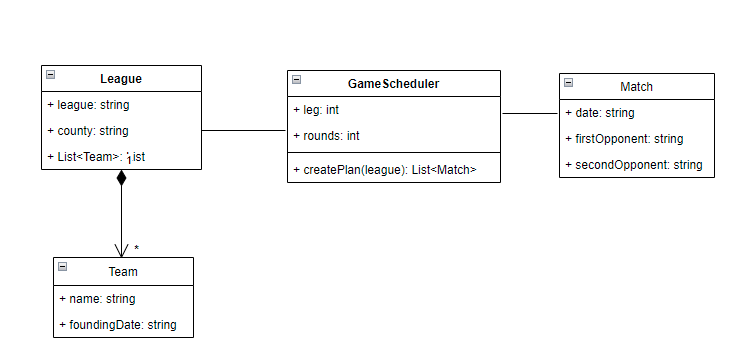 League
+ league: string
+ county: string
+ List<Team>: list
GameScheduler
+ leg: int
+ rounds: int
+ createPlan(league): List<Match>
Match
+ date: string
+ firstOpponent: string
+ secondOpponent: string
*
Team
+ name: string
+ foundingDate: string